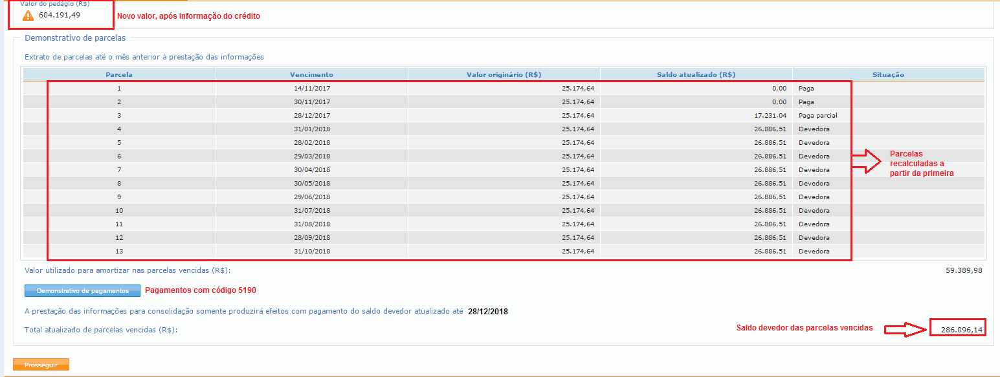 Valor do pedágio (R$)
604.191,49 Novo valor, após informação do crédito
Demonstrativo de parcelas
Extrato de parcelas até o mês anterior à prestação das informações
Parcela Vencimento Valor originário (R$) Saldo atualizado (R$) Situação
1 14/11/2017 25.174,64 0,00 Paga
2 30/11/2017 25.174,64 0,00 Paga
3 28/12/2017 25.174,64 17.231,04 Paga parcial
4 31/01/2018 25.174,64 26.886,51 Devedora
5 28/02/2018 25.174,64 26.886,51 Devedora
6 29/03/2018 25.174,64 26.886,51 Devedora
7 30/04/2018 25.174,64 26.886,51 Devedora
8 30/05/2018 25.174,64 26.886,51 Devedora
9 29/06/2018 25.174,64 26.886,51 Devedora
10 31/07/2018 25.174,64 26.886,51 Devedora
11 31/08/2018 25.174,64 26.886,51 Devedora
12 28/09/2018 25.174,64 26.886,51 Devedora
13 31/10/2018 25.174,64 26.886,51 Devedora
Parcelas
recalculadas a
partir da primeira
Valor utilizado para amortizar nas parcelas vencidas (R$): 59.389,98
Demonstrativo de pagamentos Pagamentos com código 5190
A prestação das informações para consolidação somente produzirá efeitos com pagamento do saldo devedor atualizado até 28/12/2018
Total atualizado de parcelas vencidas (R$): Saldo devedor das parcelas vencidas 286.096,14
Prosseguir